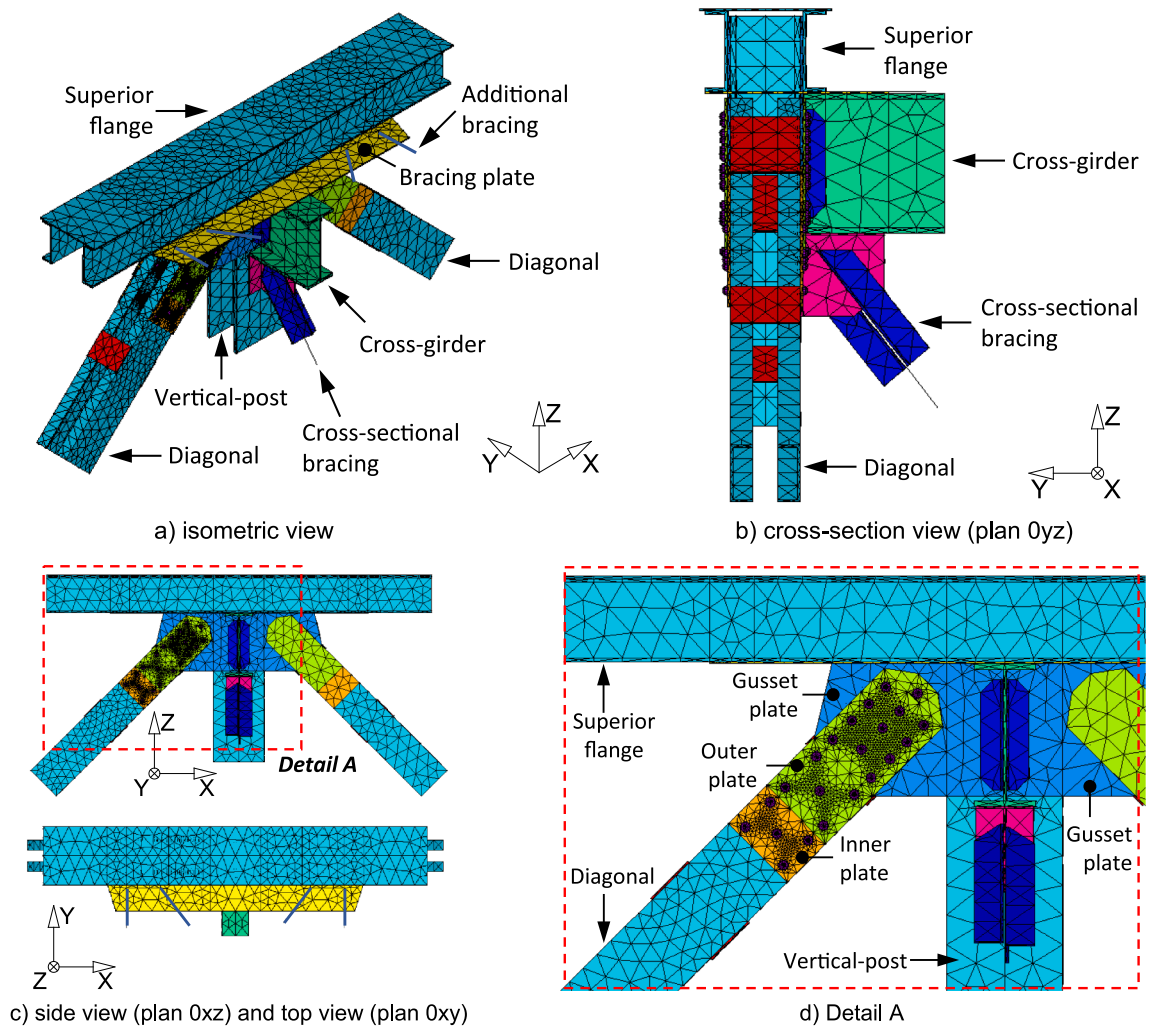 Superior
flange
Additional
bracing
Bracing plate
Diagonal
Cross-girder
Vertical-post
Cross-sectional
bracing
Diagonal
Z
Y
X
a) isometric view
Superior
flange
Cross-girder
Cross-sectional
bracing
Diagonal
Z
Y
X
b) cross-section view (plan 0yz)
Z
Y
X
Detail A
Y
Z
X
c) side view (plan 0xz) and top view (plan 0xy)
Superior
flange
Gusset
plate
Outer
plate
Diagonal
Inner
plate
Gusset
plate
Vertical-post
d) Detail A